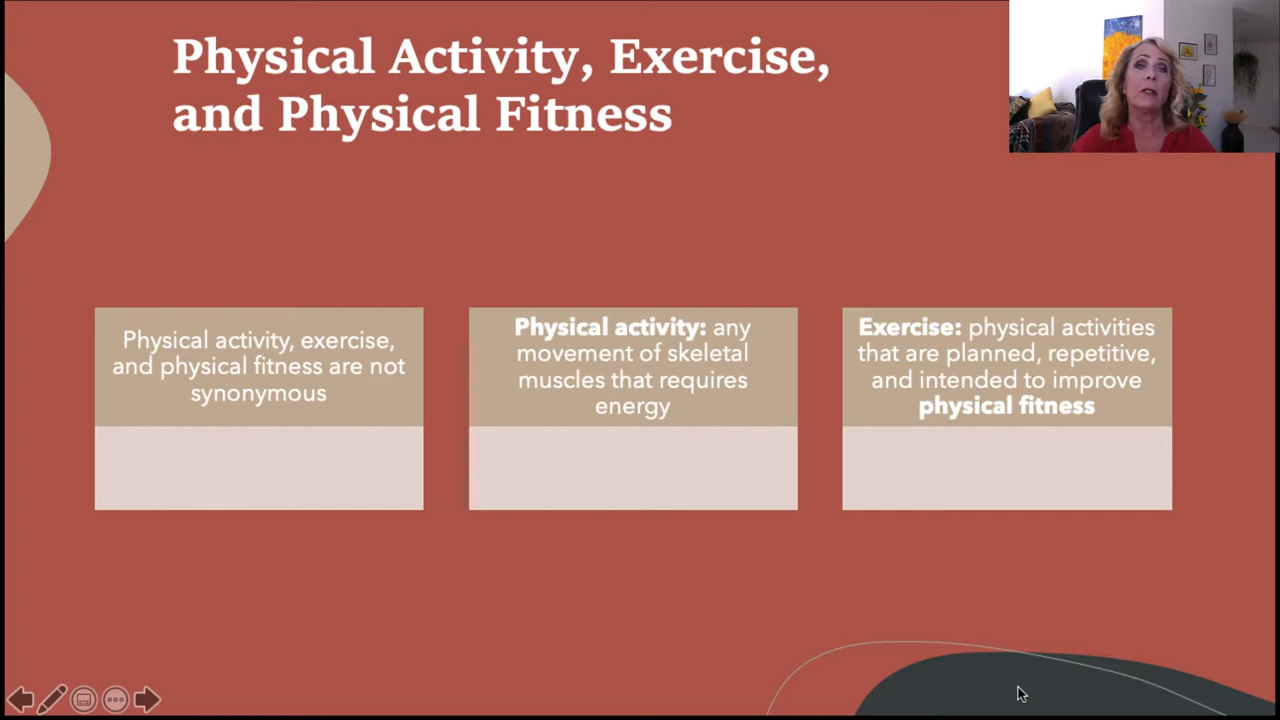 Physical Activity, Exercise,
and Physical Fitness
Physical activity, exercise,
and physical fitness are not
synonymous
Physical activity: any
movement of skeletal
muscles that requires
energy
Exercise: physical activities
that are planned, repetitive,
and intended to improve
physical fitness